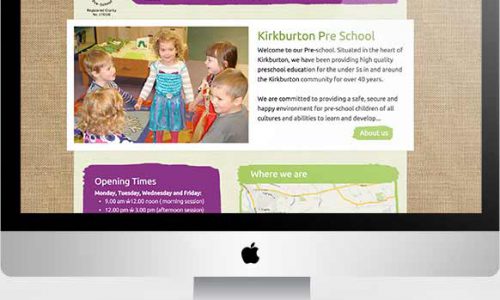 Pre-School
Registered Charity
Kirkburton Pre School
Welcome to our Pre-school. Situated in the heart of
Kirkburton, we have been providing high quality
preschool education for the under 5s in and around
the Kirkburton community for over 40 years.
We are committed to providing a safe, secure and
happy environment for pre-school children of all
cultures and abilities to learn and develop...
About us
Opening Times
Monday, Tuesday, Wednesday and Friday:
• 9.00 am - 12.00 noon ( morning session)
• 12.00 pm - 3.00 pm (afternoon session)
Where we are